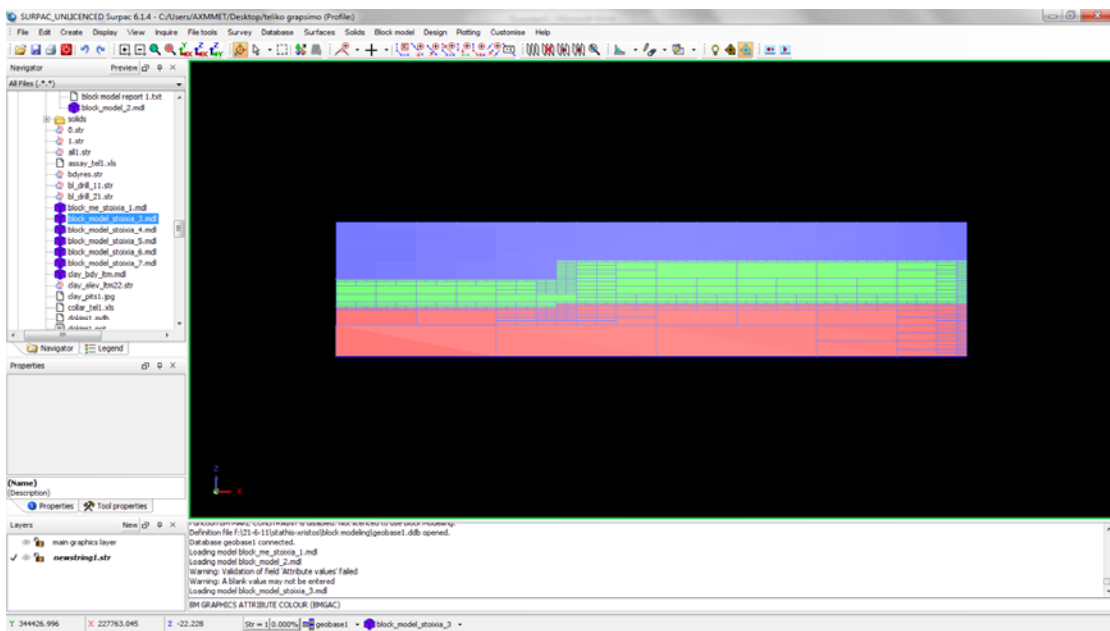 SURPAC_UNLICENCED Surpac 6.1.4 - C:/Users/AXMMET/Desktop/teliko grapsimo (Profile:)
File Edit Create Display View Inquire File tools Survey Database Surfaces Solids Block model Design Plotting Customise Help
Navigator Preview
All Files (*.*)
block model report 1.txt
block_model_2.mdl
solids
0.str
1.str
all1.str
assay_tel1.xls
bdyres.str
bl_drill_11.str
bl_drill_21.str
block_me_stoixia_1.mdl
block_model_stoixia_3.mdl
block_model_stoixia_4.mdl
block_model_stoixia_5.mdl
block_model_stoixia_6.mdl
block_model_stoixia_7.mdl
clay_bdy_ltm.mdl
clay_elev_ltm22.str
clay_pits1.jpg
collar_tel1.xls
Navigator Legend
Properties
Z
X
(Name)
(Description)
Properties Tool properties
Layers New
main graphics layer
newstring1.str
Definition file f:\21-6-11\stathis-xristos\block modeling\geobase1.ddb opened.
Database geobase1 connected.
Loading model block_me_stoixia_1.mdl
Loading model block_model_2.mdl
Warning: Validation of field 'Attribute values' failed
Warning: A blank value may not be entered
Loading model block_model_stoixia_3.mdl
BM GRAPHICS ATTRIBUTE COLOUR (BMGAC)
Y 344426.996 X 227763.045 Z -22.228 Str = 1 0.000% geobase1 block_model_stoixia_3